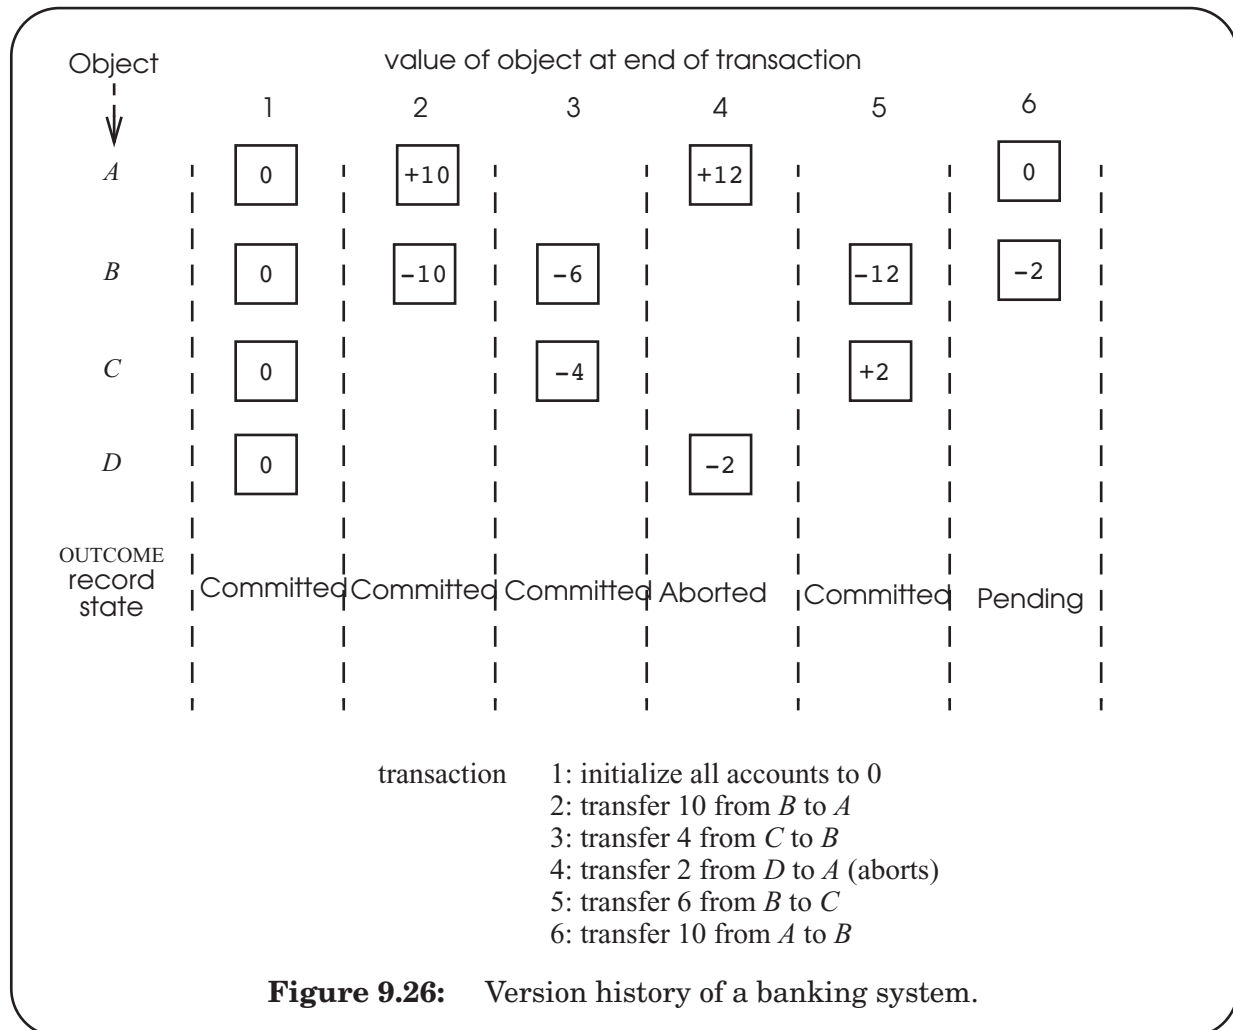 Object value of object at end of transaction
1 2 3 4 5 6
A 0 +10 +12 0
B 0 -10 -6 -12 -2
C 0 -4 +2
D 0 -2
OUTCOME
record
state Committed Committed Committed Aborted Committed Pending
transaction 1: initialize all accounts to 0
2: transfer 10 from B to A
3: transfer 4 from C to B
4: transfer 2 from D to A (aborts)
5: transfer 6 from B to C
6: transfer 10 from A to B
Figure 9.26: Version history of a banking system.